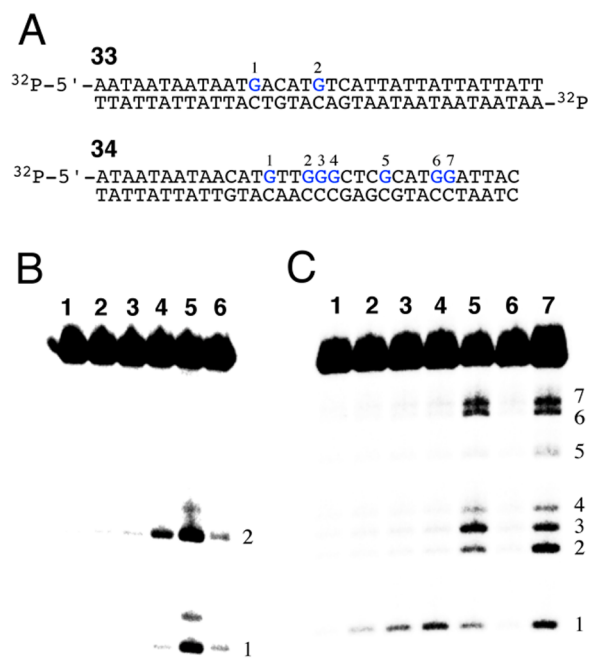 A
33
1 2
³²P-5'-AATAATAATAATGACATGTCATTATTATTATTATT
TTATTATTATTACTGTACAGTAATAATAATAATAA-³²P
34
1 2 3 4 5 6 7
³²P-5'-ATAATAATAACATGTTGGGCTCGCATGGATTAC
TATTATTATTGTACAACCCGAGCGTACCTAATC
B
1 2 3 4 5 6
2
1
C
1 2 3 4 5 6 7
7
6
5
4
3
2
1